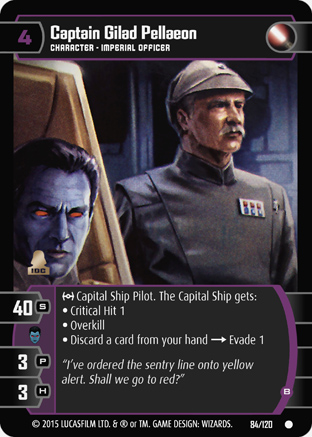 4
Captain Gilad Pellaeon
CHARACTER - IMPERIAL OFFICER
IDC
40 S
Capital Ship Pilot. The Capital Ship gets:
• Critical Hit 1
• Overkill
• Discard a card from your hand → Evade 1
3 P
3 H
“I’ve ordered the sentry line onto yellow
alert. Shall we go to red?”
B
© 2015 LUCASFILM LTD. & ® or TM. GAME DESIGN: WIZARDS.
84/120